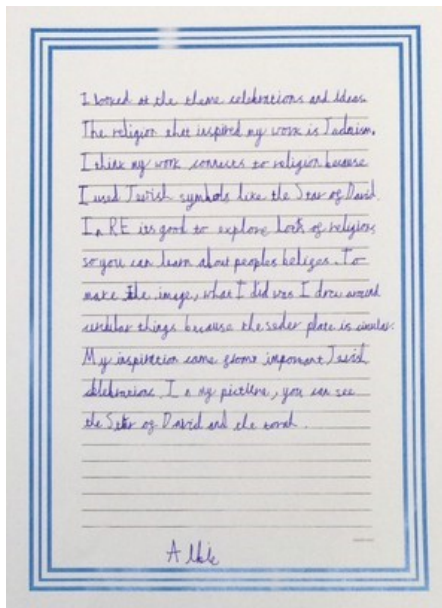 I looked at the theme celebrations and ideas.
The religion that inspired my work is Judaism.
I think my work connects to religion because
I used Jewish symbols like the Star of David.
In RE its good to explore lots of religions
so you can learn about peoples beliefs. To
make the image, what I did was I drew around
circular things because the seder plate is circular.
My inspiration came from important Jewish
celebrations. In my picture, you can see
the Star of David and the torah.
Albie